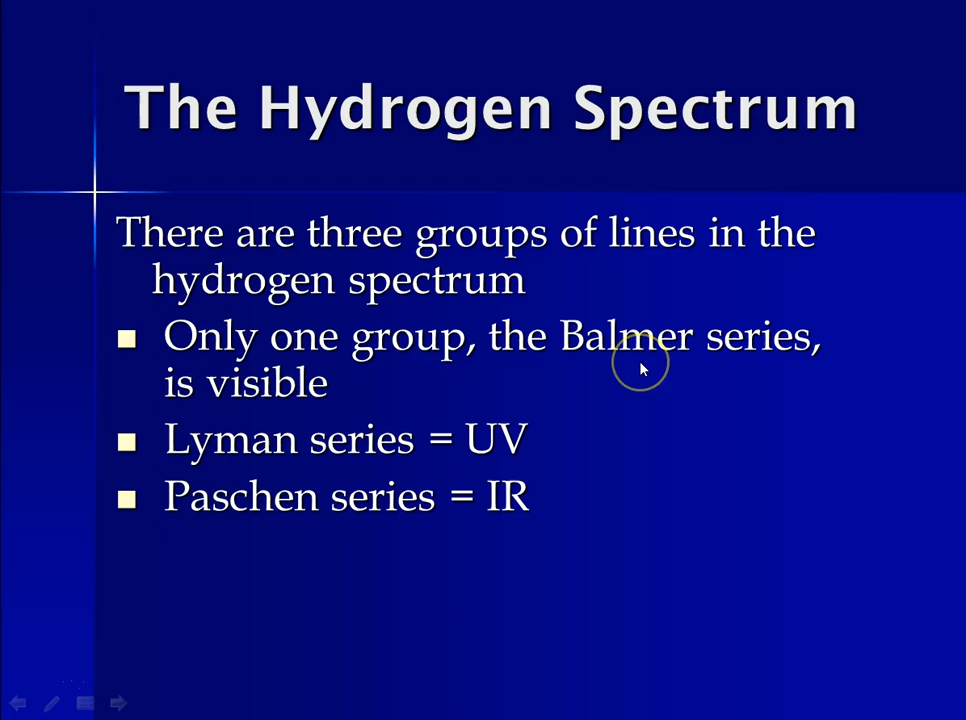 The Hydrogen Spectrum
There are three groups of lines in the
hydrogen spectrum
Only one group, the Balmer series,
is visible
Lyman series = UV
Paschen series = IR